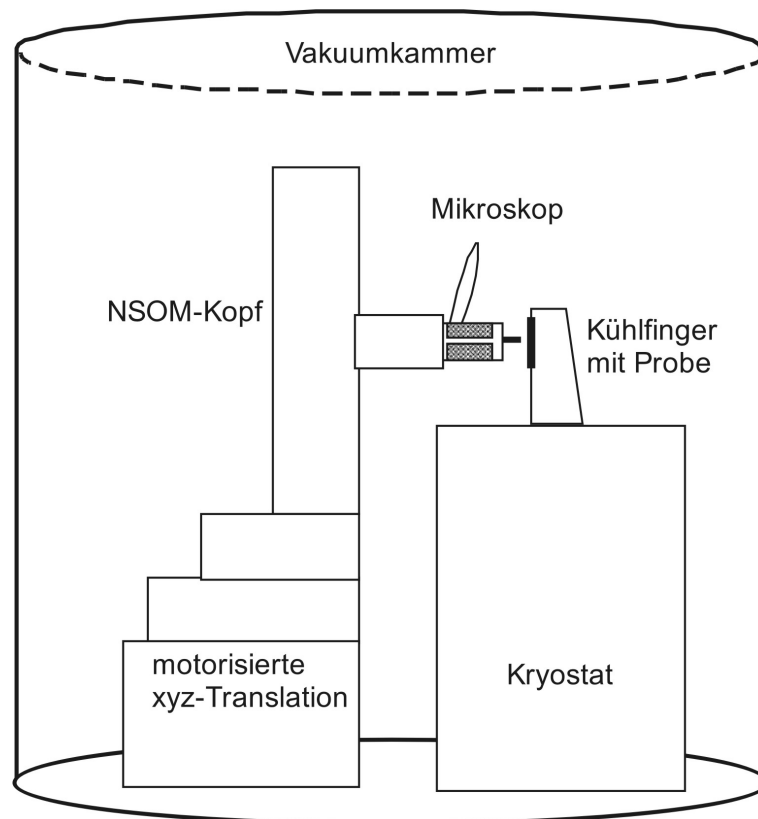 Vakuumkammer
Mikroskop
NSOM-Kopf
Kühlfinger
mit Probe
motorisierte
xyz-Translation
Kryostat